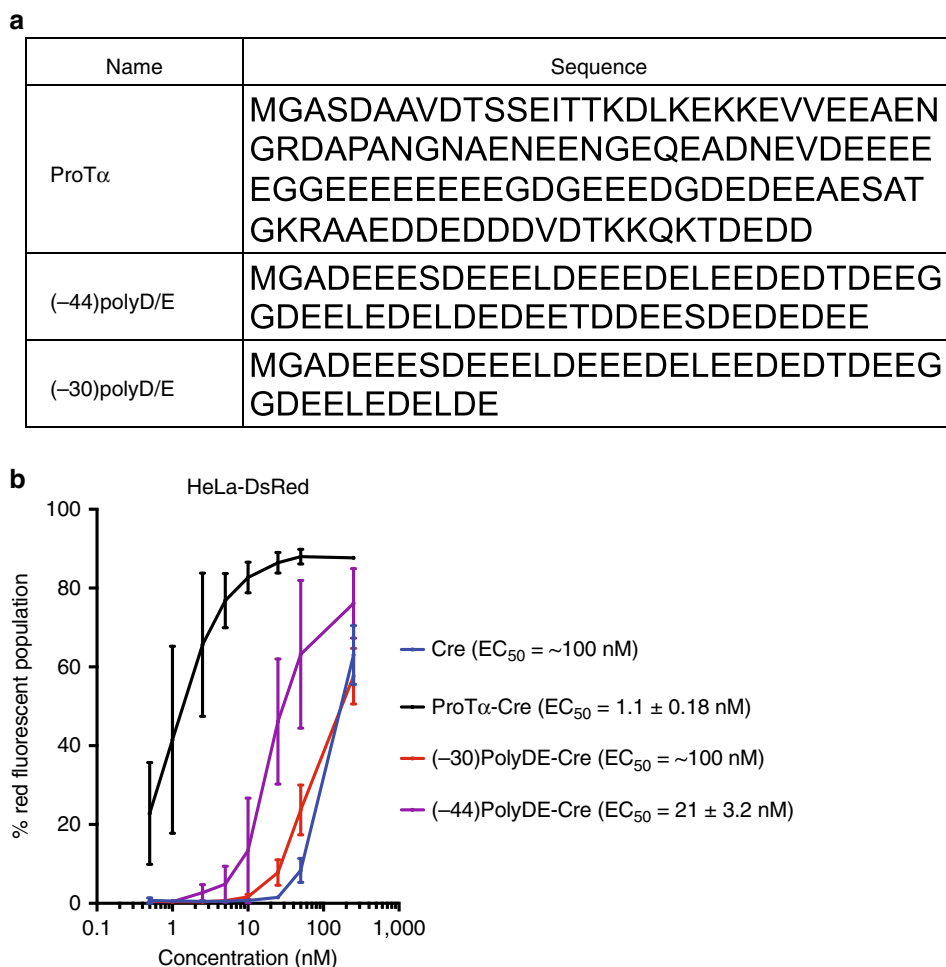 a
Name Sequence
ProTα
MGASDAAVDTSSEITTKDLKEKKEVVEEAEN
GRDAPANGNAENEENGEQEADNEVDEEEE
EGGEEEEEEEEGDGEEEDGDEDEEAESAT
GKRAAEDDEDDDVDTKKQKTDEDD
(–44)polyD/E
MGADEEESDEEELDEEEDELEEDEDTDEEG
GDEELEDELDEDEETDDEESDEDEDEE
(–30)polyD/E
MGADEEESDEEELDEEEDELEEDEDTDEEG
GDEELEDELDE
b
HeLa-DsRed
% red fluorescent population
100
80
60
40
20
0
0.1 1 10 100 1,000
Concentration (nM)
Cre (EC50 = ~100 nM)
ProTα-Cre (EC50 = 1.1 ± 0.18 nM)
(–30)PolyDE-Cre (EC50 = ~100 nM)
(–44)PolyDE-Cre (EC50 = 21 ± 3.2 nM)